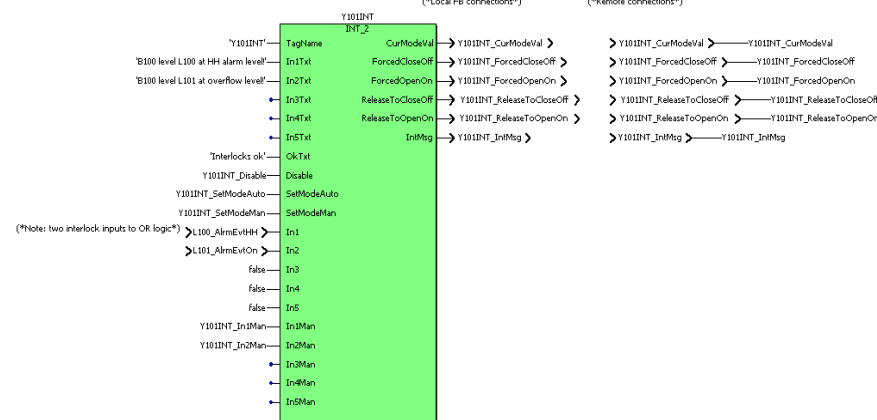 (*Local FB connections*) (*Remote connections*)
Y101INT
INT_2
'Y101INT' TagName CurModeVal Y101INT_CurModeVal Y101INT_CurModeVal Y101INT_CurModeVal
'B100 level L100 at HH alarm level' In1Txt ForcedCloseOff Y101INT_ForcedCloseOff Y101INT_ForcedCloseOff Y101INT_ForcedCloseOff
'B100 level L101 at overflow level' In2Txt ForcedOpenOn Y101INT_ForcedOpenOn Y101INT_ForcedOpenOn Y101INT_ForcedOpenOn
In3Txt ReleaseToCloseOff Y101INT_ReleaseToCloseOff Y101INT_ReleaseToCloseOff Y101INT_ReleaseToCloseOff
In4Txt ReleaseToOpenOn Y101INT_ReleaseToOpenOn Y101INT_ReleaseToOpenOn Y101INT_ReleaseToOpenOn
In5Txt IntMsg Y101INT_IntMsg Y101INT_IntMsg Y101INT_IntMsg
'Interlocks ok' OkTxt
Y101INT_Disable Disable
Y101INT_SetModeAuto SetModeAuto
Y101INT_SetModeMan SetModeMan
(*Note: two interlock inputs to OR logic*) L100_AlrmEvtHH In1
L101_AlrmEvtOn In2
false In3
false In4
false In5
Y101INT_In1Man In1Man
Y101INT_In2Man In2Man
In3Man
In4Man
In5Man